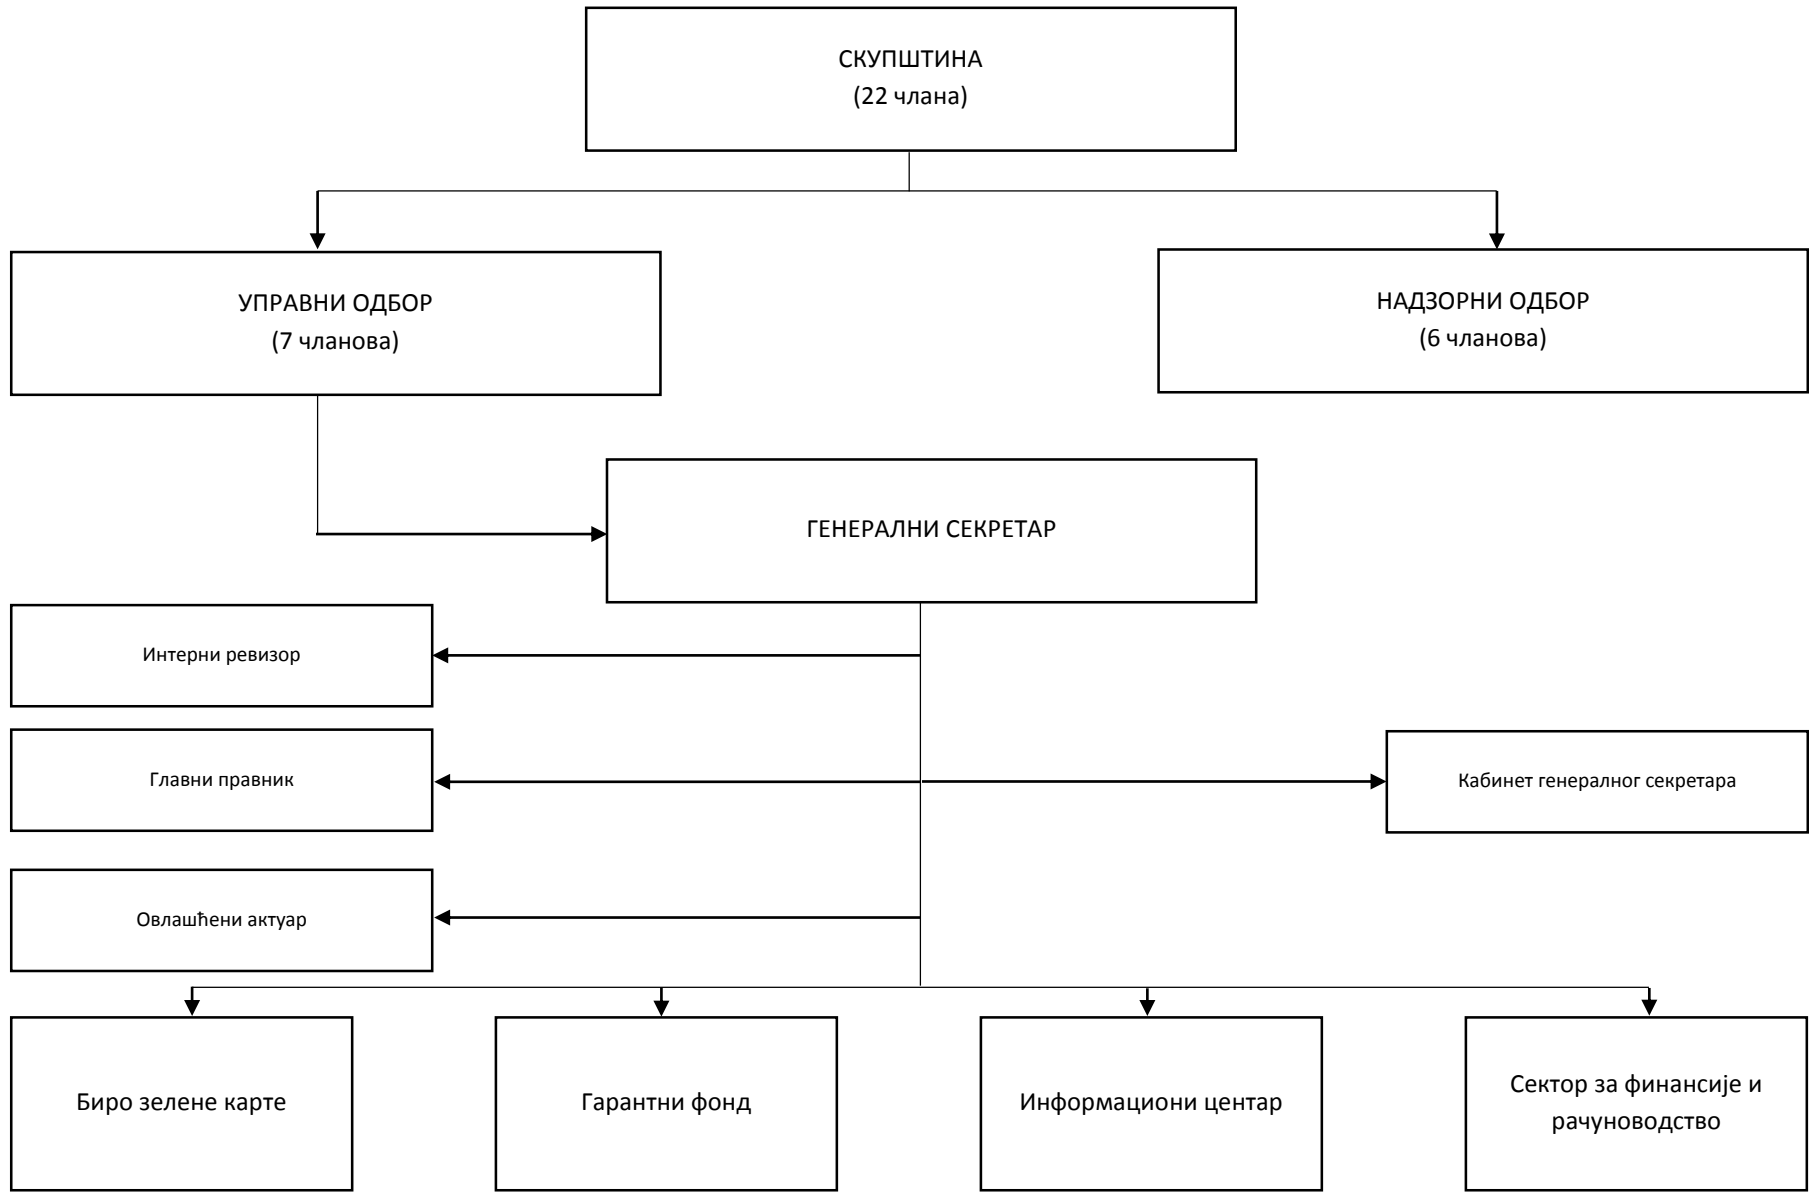 СКУПШТИНА
(22 члана)
УПРАВНИ ОДБОР
(7 чланова)
НАДЗОРНИ ОДБОР
(6 чланова)
ГЕНЕРАЛНИ СЕКРЕТАР
Интерни ревизор
Главни правник
Кабинет генералног секретара
Овлашћени актуар
Биро зелене карте
Гарантни фонд
Информациони центар
Сектор за финансије и
рачуноводство